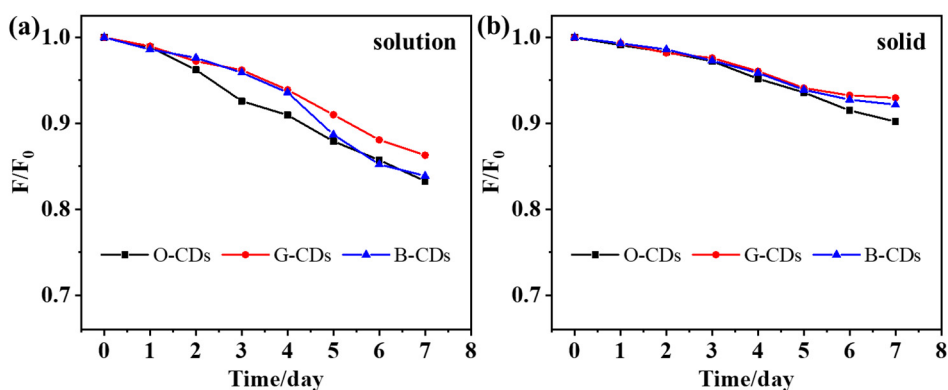 (a)
solution
1.0
0.9
0.8
0.7
F/F0
O-CDs G-CDs B-CDs
0 1 2 3 4 5 6 7 8
Time/day
(b)
solid
1.0
0.9
0.8
0.7
F/F0
O-CDs G-CDs B-CDs
0 1 2 3 4 5 6 7 8
Time/day